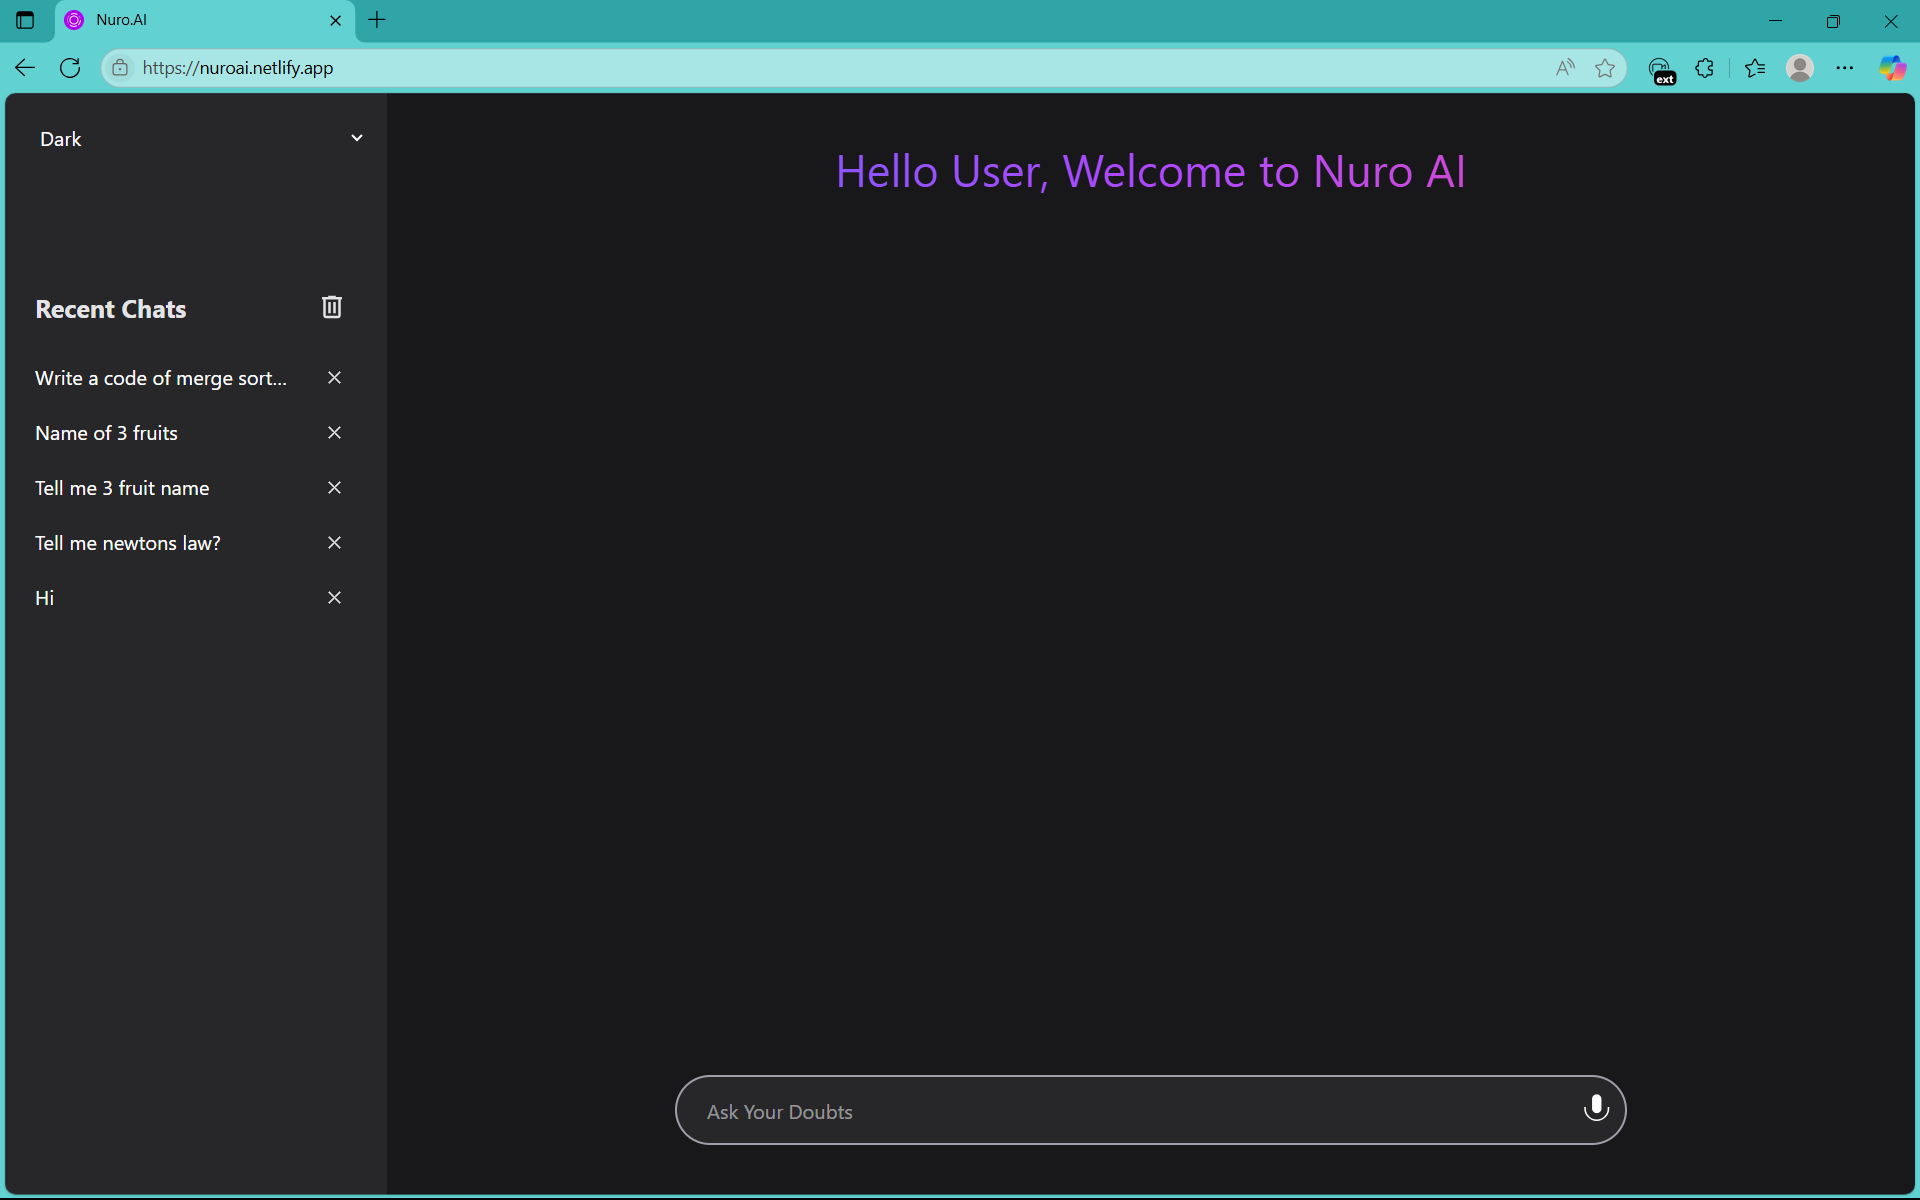 Nuro.AI
https://nuroai.netlify.app
ext
Dark
Hello User, Welcome to Nuro AI
Recent Chats
Write a code of merge sort...
Name of 3 fruits
Tell me 3 fruit name
Tell me newtons law?
Hi
Ask Your Doubts